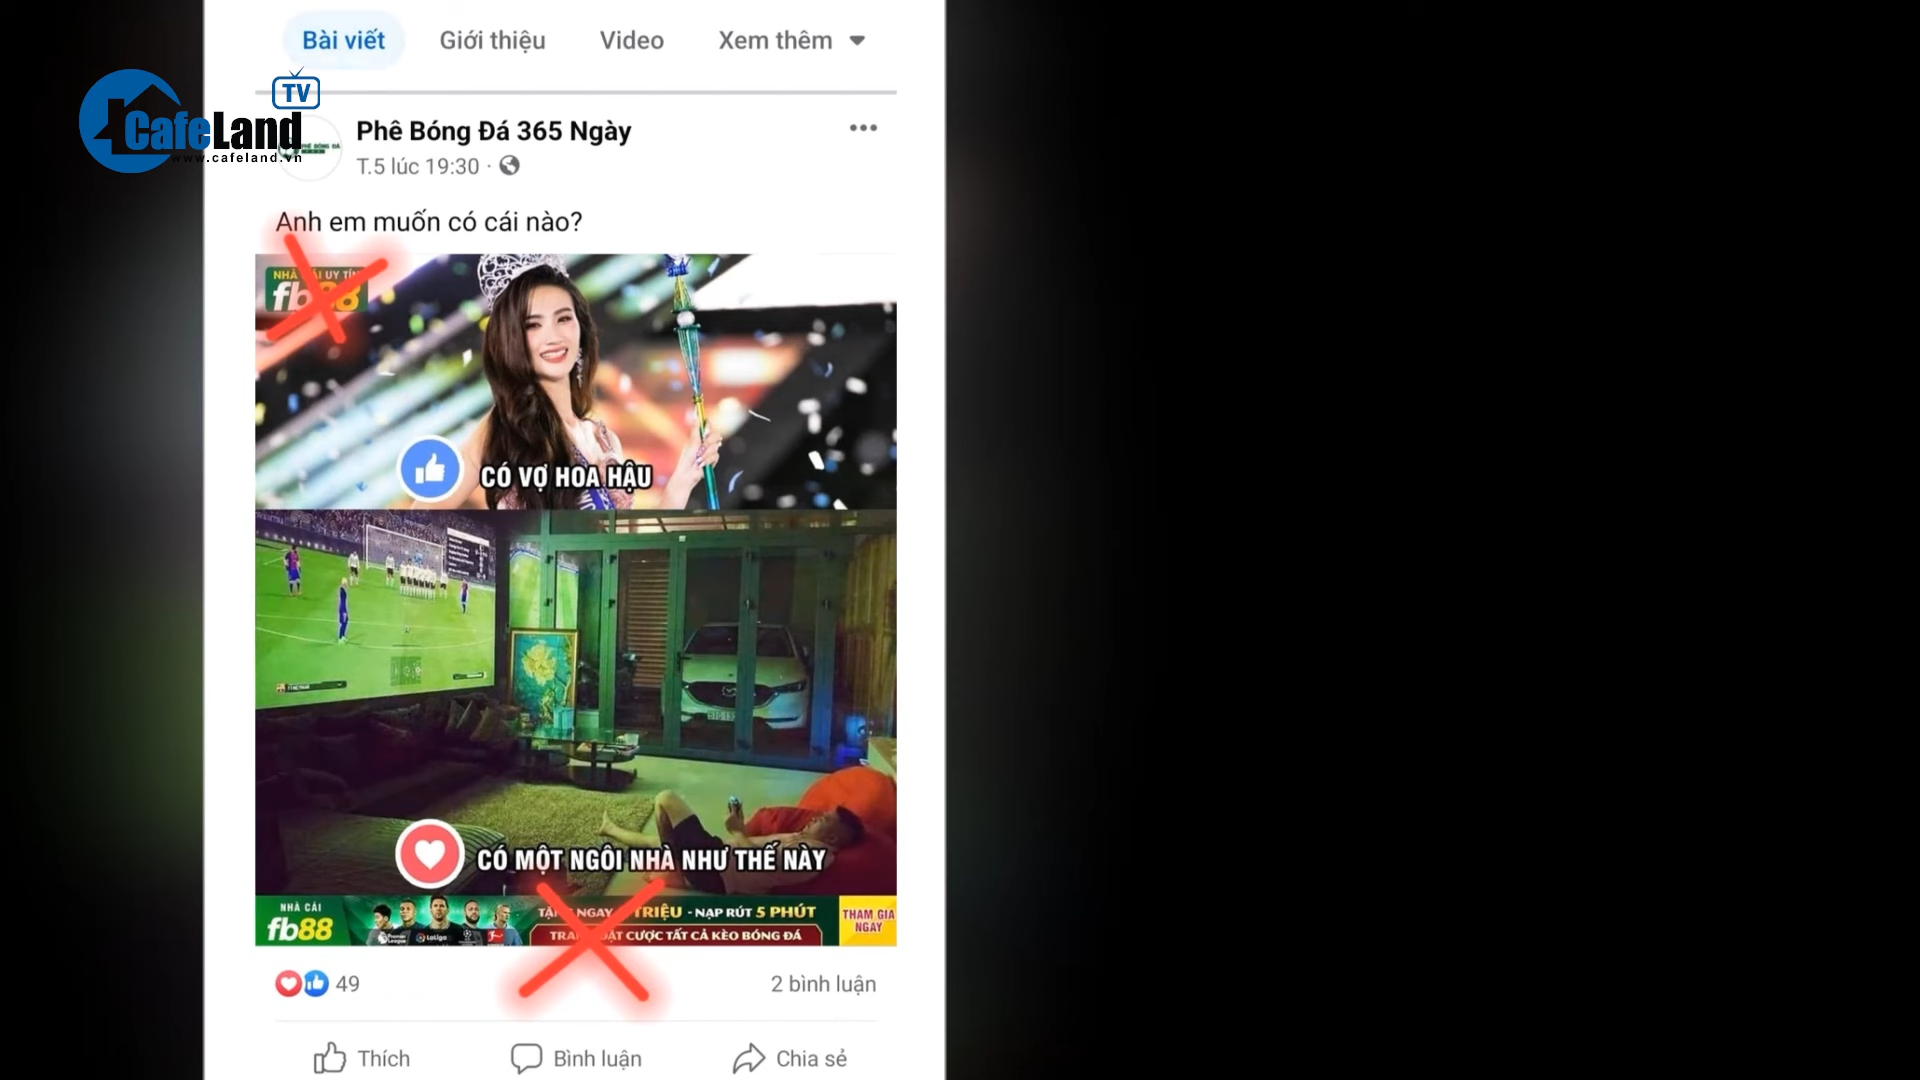 Bài viết
Giới thiệu
Video
Xem thêm
TV
CafeLand
www.cafeland.vn
Phê Bóng Đá 365 Ngày
T.5 lúc 19:30
Anh em muốn có cái nào?
fb88
CÓ VỢ HOA HẬU
CÓ MỘT NGÔI NHÀ NHƯ THẾ NÀY
NHÀ CÁI
fb88
NGAY TRIỆU - NẠP RÚT 5 PHÚT
CƯỢC TẤT CẢ KÈO BÓNG ĐÁ
THAM GIA
NGAY
49
2 bình luận
Thích
Bình luận
Chia sẻ